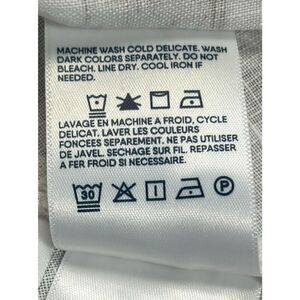 MACHINE WASH COLD DELICATE. WASH
DARK COLORS SEPARATELY. DO NOT
BLEACH. LINE DRY. COOL IRON IF
NEEDED.
LAVAGE EN MACHINE A FROID, CYCLE
DELICAT. LAVER LES COULEURS
FONCEES SEPAREMENT. NE PAS UTILISER
DE JAVEL. SECHAGE SUR FIL. REPASSER
A FER FROID SI NECESSAIRE.
30 P